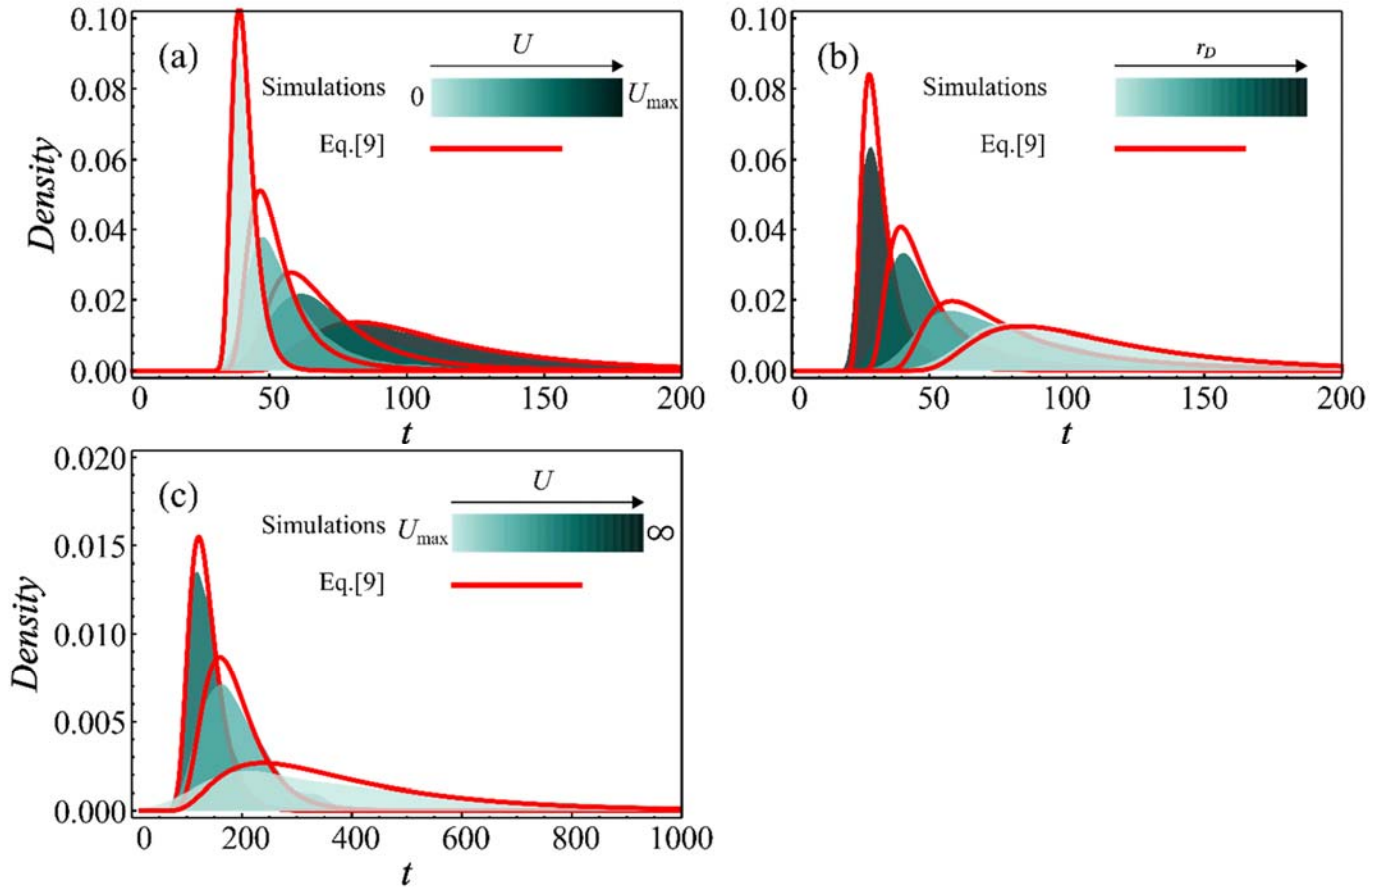 (a)
U
Simulations 0 U_max
Eq.[9]
0.10
0.08
0.06
0.04
0.02
0.00
Density
0 50 100 150 200
t
(b)
r_D
Simulations
Eq.[9]
0.10
0.08
0.06
0.04
0.02
0.00
0 50 100 150 200
t
(c)
U
Simulations U_max ∞
Eq.[9]
0.020
0.015
0.010
0.005
0.000
Density
0 200 400 600 800 1000
t